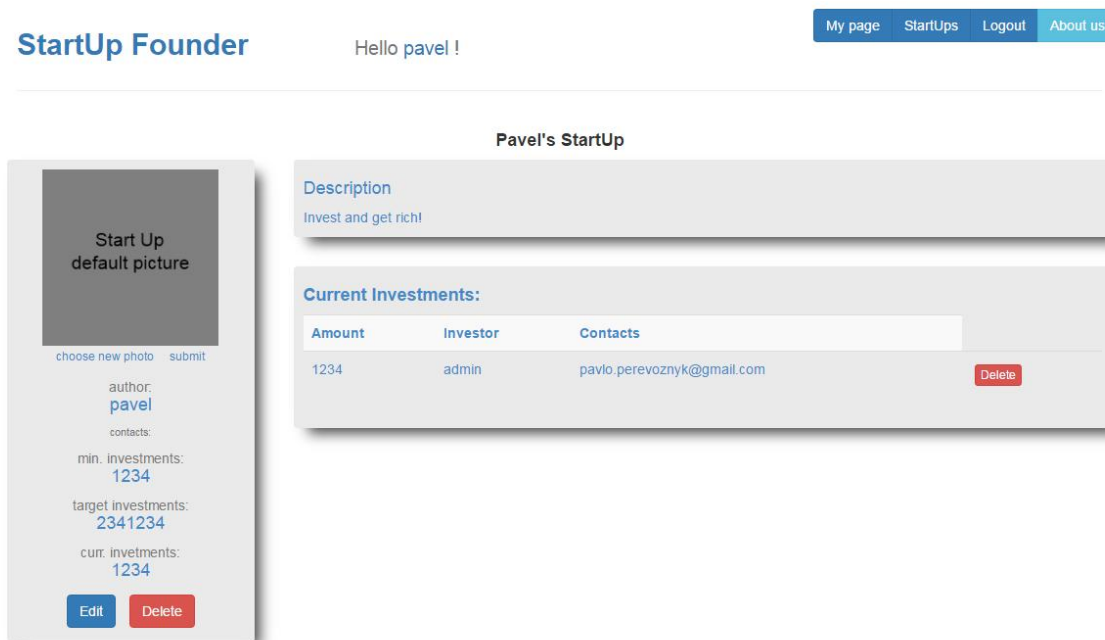 StartUp Founder
Hello pavel !
My page StartUps Logout About us
Pavel's StartUp
Start Up
default picture
choose new photo submit
author:
pavel
contacts:
min. investments:
1234
target investments:
2341234
curr. invetments:
1234
Edit Delete
Description
Invest and get rich!
Current Investments:
Amount Investor Contacts
1234 admin pavlo.perevoznyk@gmail.com Delete